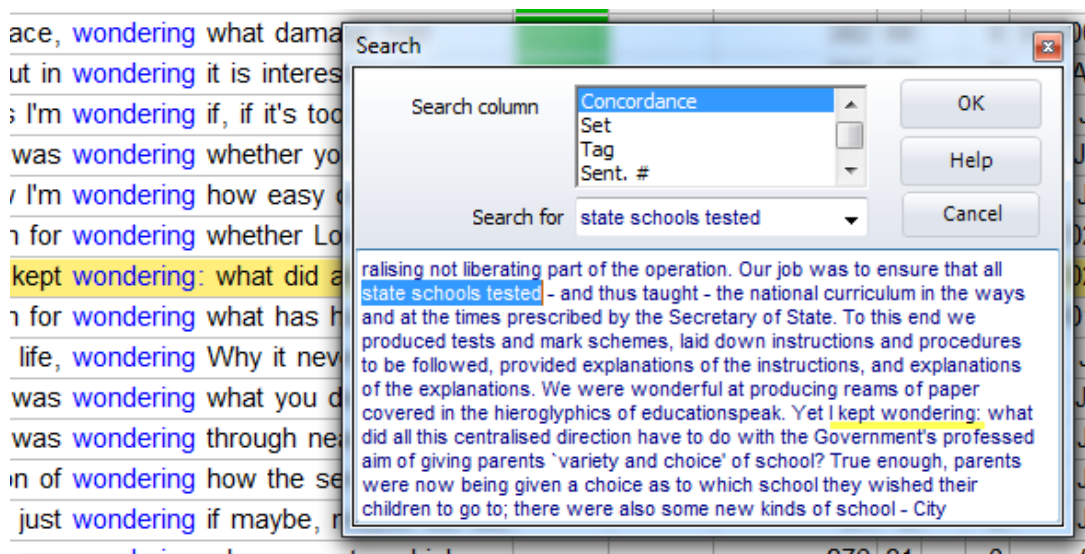 ace, wondering what dama
ut in wondering it is interes
s I'm wondering if, if it's too
was wondering whether yo
I'm wondering how easy
n for wondering whether Lo
kept wondering: what did a
n for wondering what has h
life, wondering Why it nev
was wondering what you d
was wondering through nea
on of wondering how the se
just wondering if maybe,
Search
Search column
Concordance
Set
Tag
Sent. #
OK
Help
Cancel
Search for state schools tested
ralising not liberating part of the operation. Our job was to ensure that all
state schools tested - and thus taught - the national curriculum in the ways
and at the times prescribed by the Secretary of State. To this end we
produced tests and mark schemes, laid down instructions and procedures
to be followed, provided explanations of the instructions, and explanations
of the explanations. We were wonderful at producing reams of paper
covered in the hieroglyphics of educationspeak. Yet I kept wondering: what
did all this centralised direction have to do with the Government's professed
aim of giving parents `variety and choice' of school? True enough, parents
were now being given a choice as to which school they wished their
children to go to; there were also some new kinds of school - City